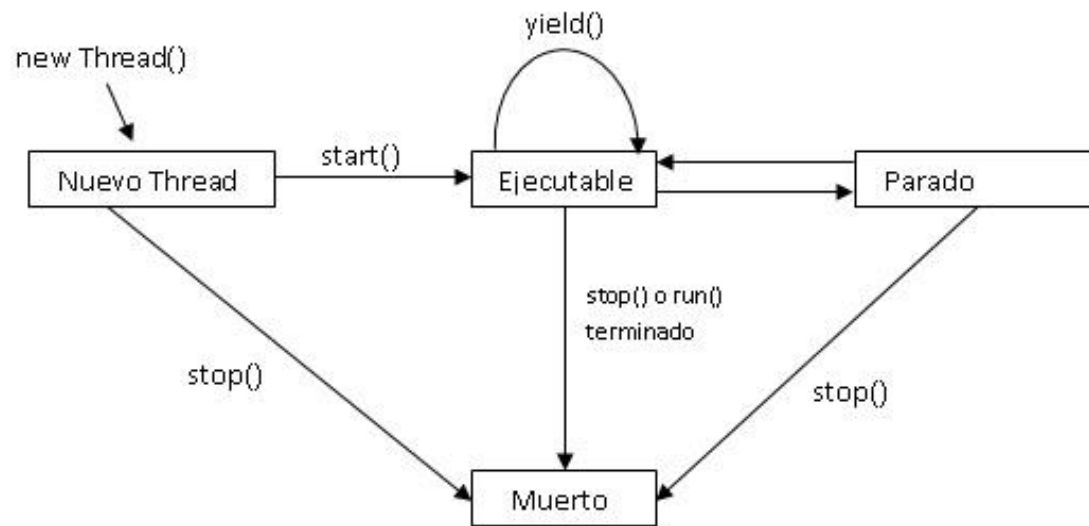 yield()
new Thread()
start()
Nuevo Thread
Ejecutable
Parado
stop() o run()
terminado
stop()
stop()
Muerto